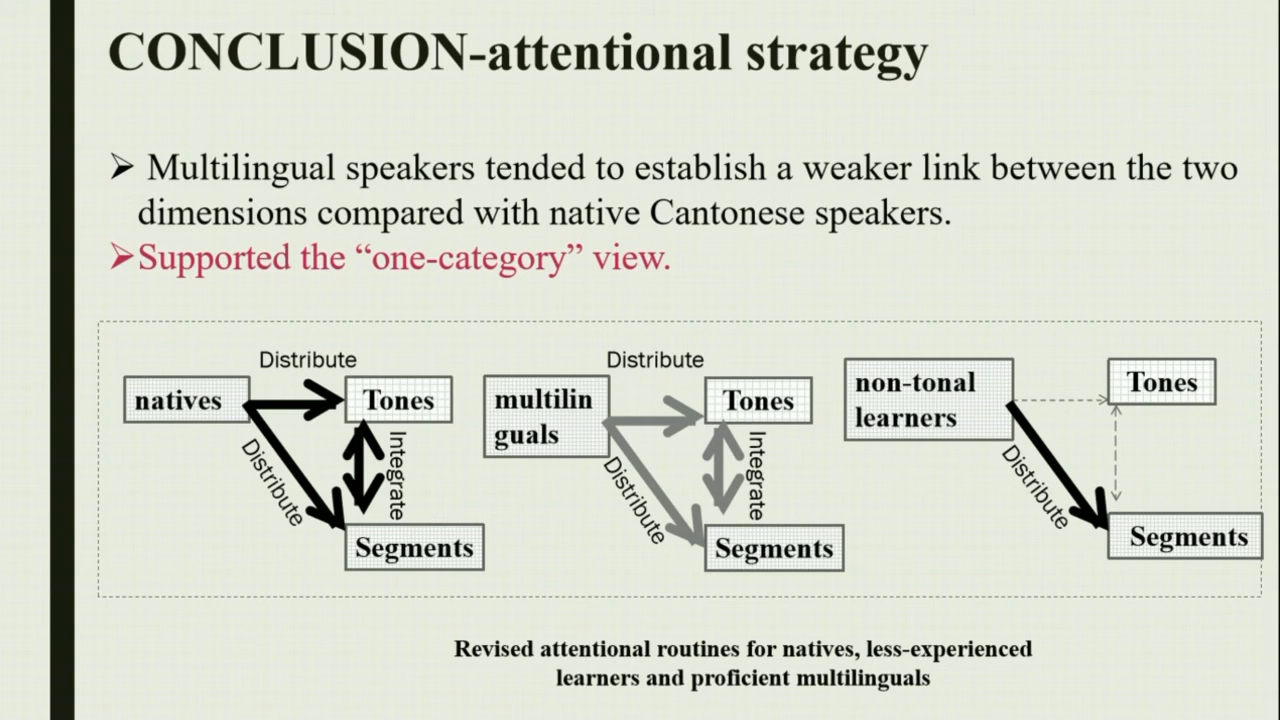 CONCLUSION-attentional strategy
➢ Multilingual speakers tended to establish a weaker link between the two
dimensions compared with native Cantonese speakers.
➢Supported the “one-category” view.
Distribute
natives
Tones
Distribute
Integrate
Segments
Distribute
multilin
guals
Tones
Distribute
Integrate
Segments
non-tonal
learners
Tones
Distribute
Segments
Revised attentional routines for natives, less-experienced
learners and proficient multilinguals